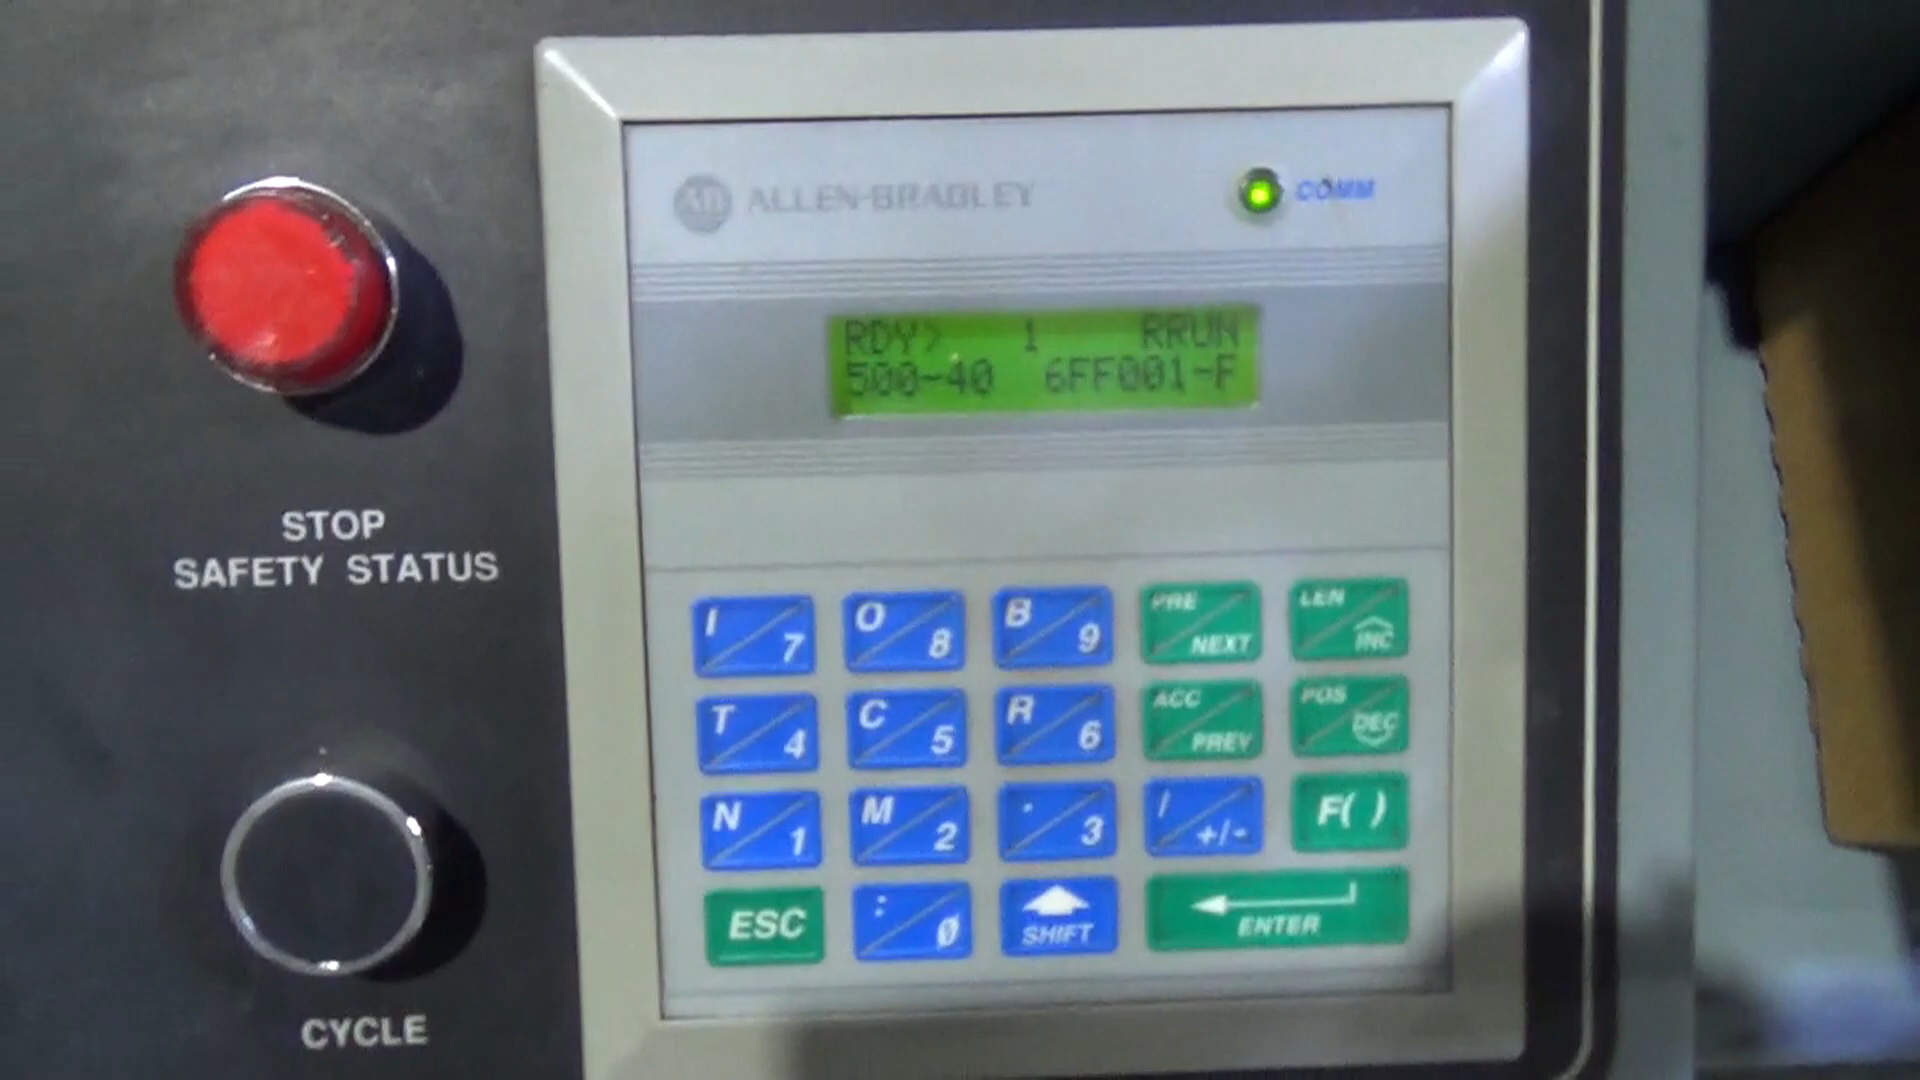 ALLEN-BRADLEY
COMM
RDY> 1 RRUN
500-40 6FF001-F
STOP
SAFETY STATUS
I 7 O 8 B 9 PRE NEXT LEN INC
T 4 C 5 R 6 ACC PREV POS DEC
N 1 M 2 . 3 / +/- F( )
ESC : Ø SHIFT ENTER
CYCLE